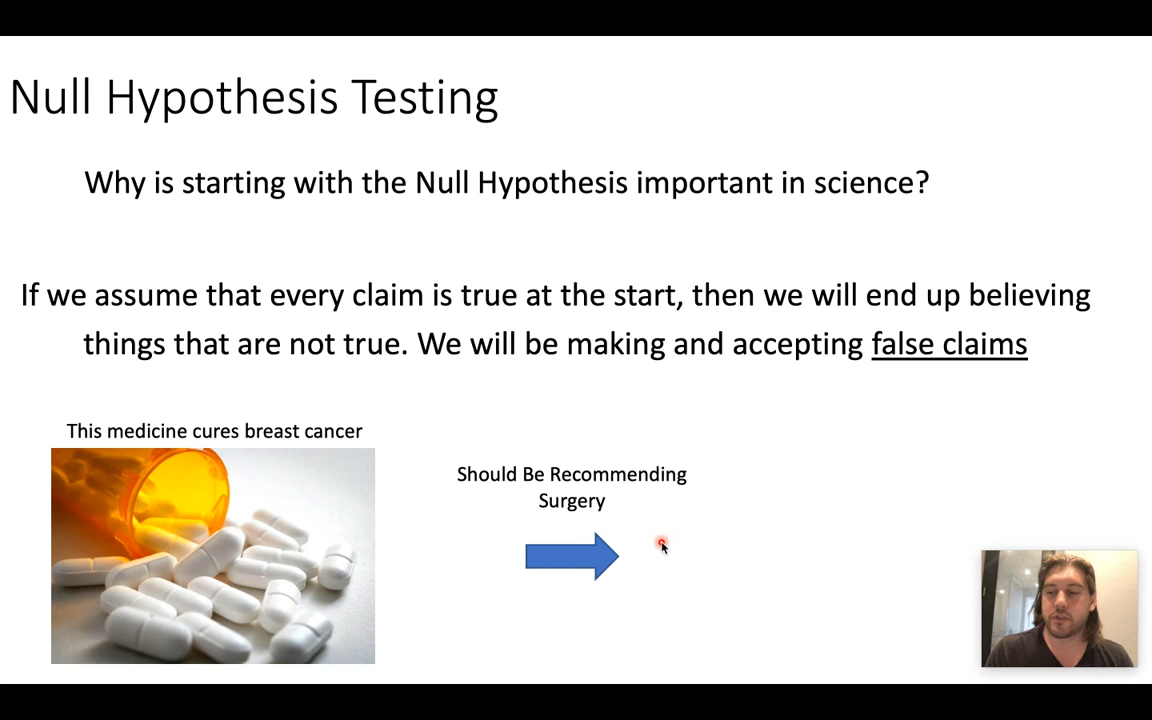 Null Hypothesis Testing
Why is starting with the Null Hypothesis important in science?
If we assume that every claim is true at the start, then we will end up believing
things that are not true. We will be making and accepting false claims
This medicine cures breast cancer
Should Be Recommending
Surgery